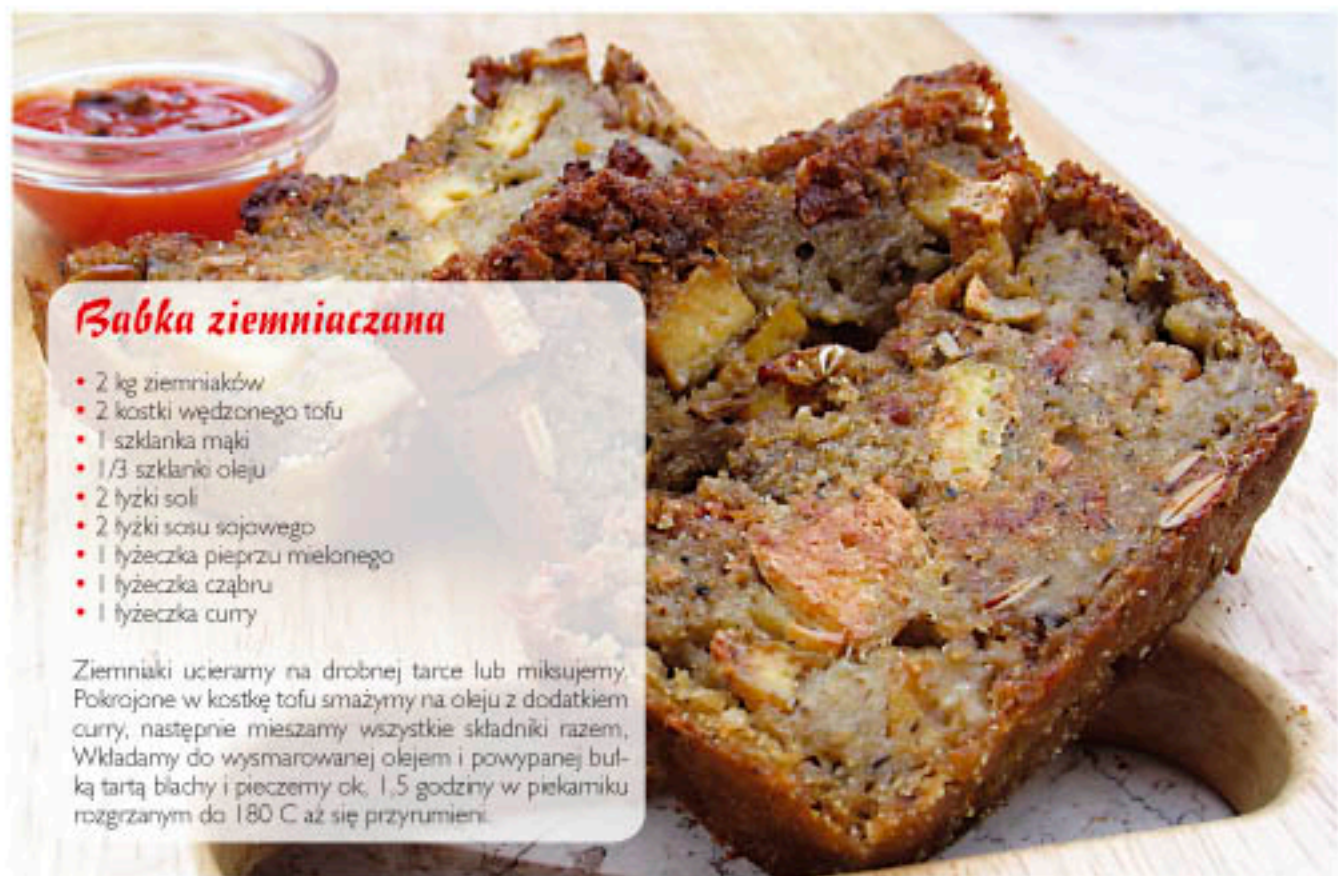 Babka ziemniaczana
• 2 kg ziemniaków
• 2 kostki wędzonego tofu
• 1 szklanka mąki
• 1/3 szklanki oleju
• 2 łyżki soli
• 2 łyżki sosu sojowego
• 1 łyżeczka pieprzu mielonego
• 1 łyżeczka cząbru
• 1 łyżeczka curry
Ziemniaki ucieramy na drobnej tarce lub miksujemy.
Pokrojone w kostkę tofu smażymy na oleju z dodatkiem
curry, następnie mieszamy wszystkie składniki razem.
Wkładamy do wysmarowanej olejem i powypanej buł-
ką tartą blachy i pieczemy ok. 1,5 godziny w piekarniku
rozgrzanym do 180 C aż się przyrumieni.